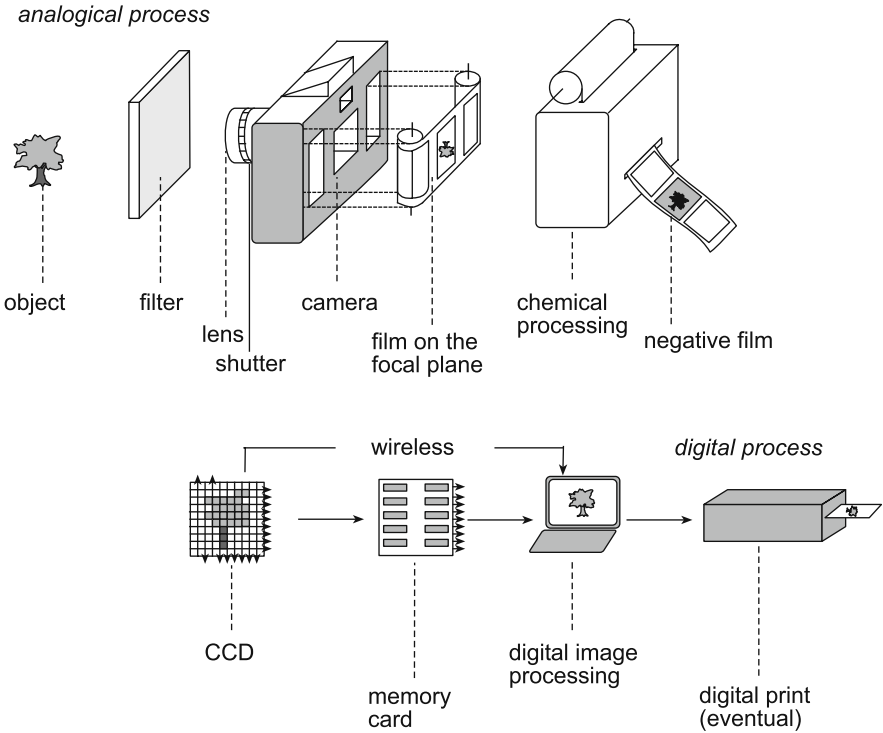 analogical process
object
filter
lens
shutter
camera
film on the
focal plane
chemical
processing
negative film
wireless
digital process
CCD
memory
card
digital image
processing
digital print
(eventual)